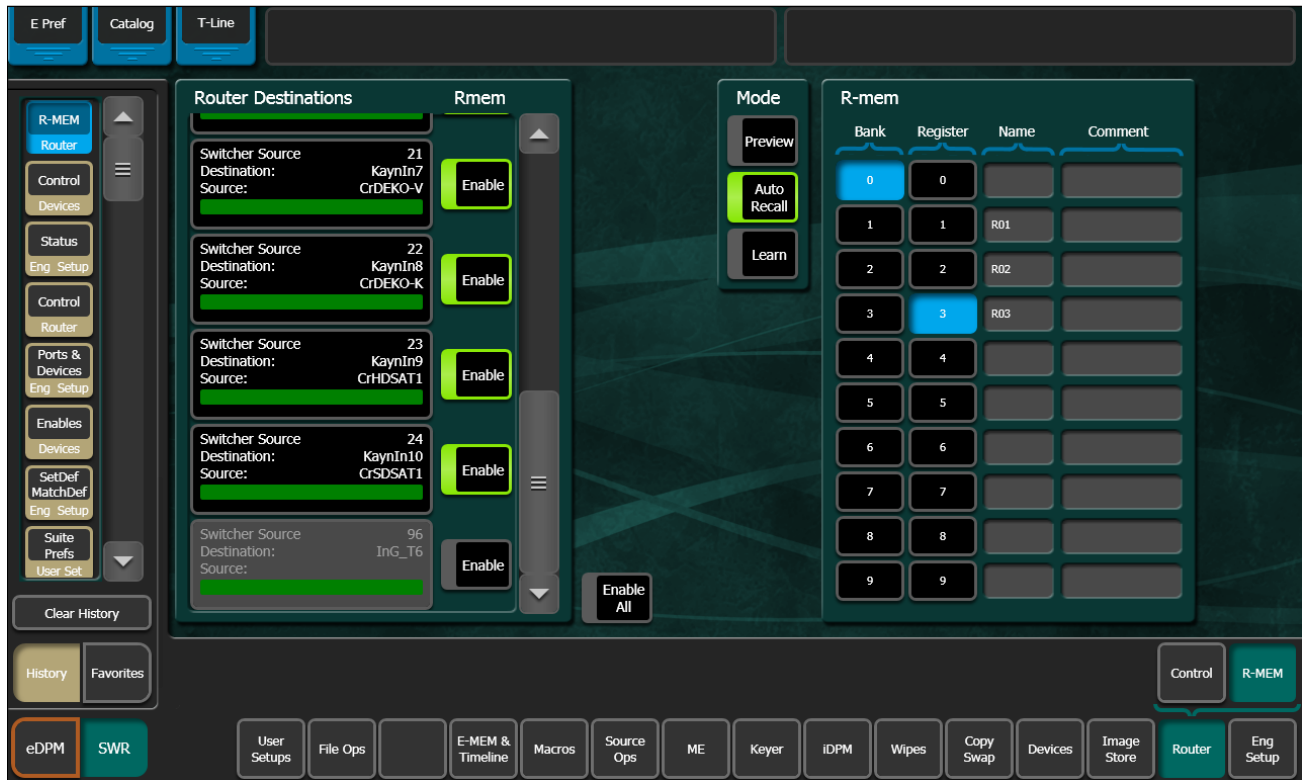 E Pref
Catalog
T-Line
R-MEM
Router
Control
Devices
Status
Eng Setup
Control
Router
Ports &
Devices
Eng Setup
Enables
Devices
SetDef
MatchDef
Eng Setup
Suite
Prefs
User Set
Clear History
History
Favorites
Router Destinations
Rmem
Switcher Source 21
Destination: KaynIn7
Source: CrDEKO-V
Enable
Switcher Source 22
Destination: KaynIn8
Source: CrDEKO-K
Enable
Switcher Source 23
Destination: KaynIn9
Source: CrHDSAT1
Enable
Switcher Source 24
Destination: KaynIn10
Source: CrSDSAT1
Enable
Switcher Source 96
Destination: InG_T6
Source:
Enable
Enable
All
Mode
Preview
Auto
Recall
Learn
R-mem
Bank Register Name Comment
0 0
1 1 R01
2 2 R02
3 3 R03
4 4
5 5
6 6
7 7
8 8
9 9
Control
R-MEM
eDPM
SWR
User
Setups
File Ops
E-MEM &
Timeline
Macros
Source
Ops
ME
Keyer
iDPM
Wipes
Copy
Swap
Devices
Image
Store
Router
Eng
Setup